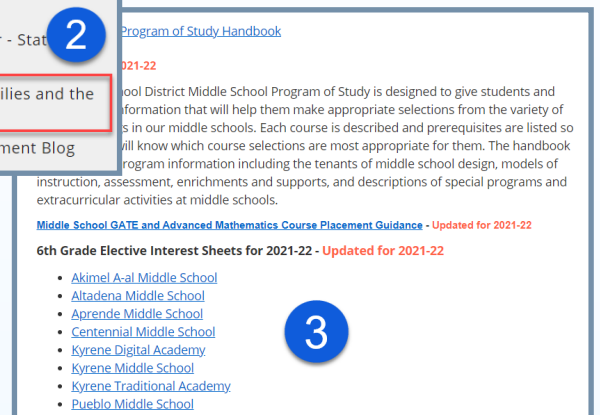 r - Stat
2
ilies and the
ment Blog
Program of Study Handbook
021-22
ool District Middle School Program of Study is designed to give students and
formation that will help them make appropriate selections from the variety of
s in our middle schools. Each course is described and prerequisites are listed so
will know which course selections are most appropriate for them. The handbook
rogram information including the tenants of middle school design, models of
instruction, assessment, enrichments and supports, and descriptions of special programs and
extracurricular activities at middle schools.
Middle School GATE and Advanced Mathematics Course Placement Guidance - Updated for 2021-22
6th Grade Elective Interest Sheets for 2021-22 - Updated for 2021-22
Akimel A-al Middle School
Altadena Middle School
Aprende Middle School
Centennial Middle School
Kyrene Digital Academy
Kyrene Middle School
Kyrene Traditional Academy
Pueblo Middle School
3